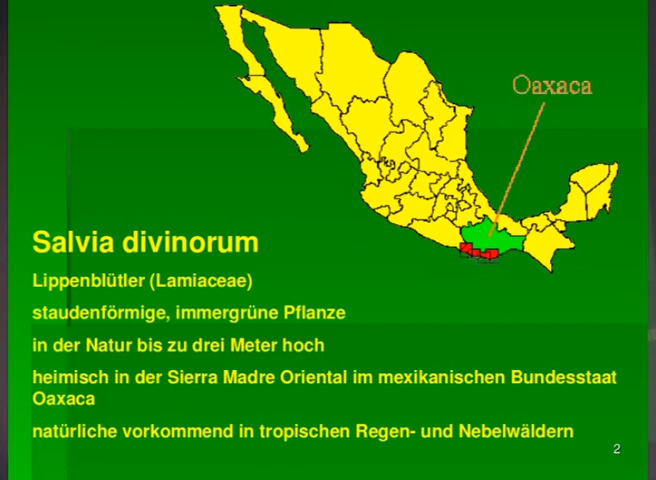 Oaxaca
Salvia divinorum
Lippenblütler (Lamiaceae)
staudenförmige, immergrüne Pflanze
in der Natur bis zu drei Meter hoch
heimisch in der Sierra Madre Oriental im mexikanischen Bundesstaat
Oaxaca
natürliche vorkommend in tropischen Regen- und Nebelwäldern
2